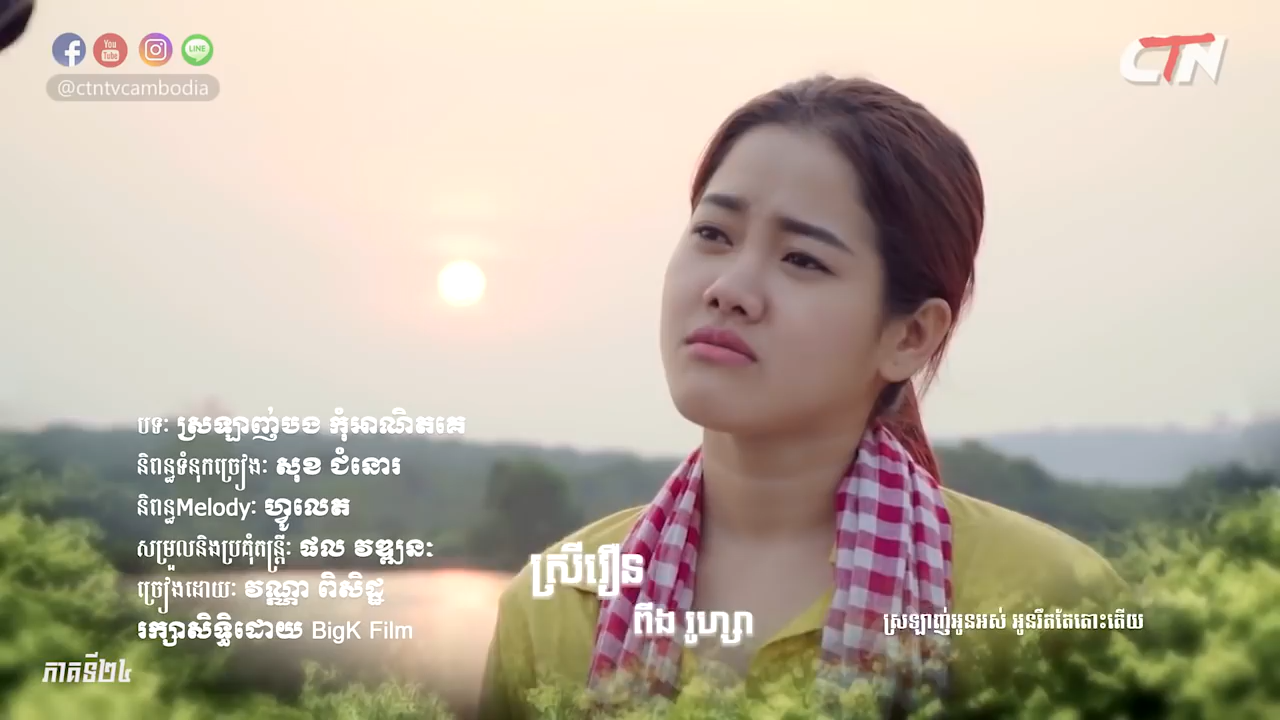 You
Tube
LINE
@ctntvcambodia
CTN
បទ: ស្រឡាញ់បង កុំអាណិតគេ
និពន្ធទំនុកច្រៀង: សុខ ជំនោរ
និពន្ធMelody: ហ្វូលេត
សម្រួលនិងប្រគុំតន្ត្រី: ផល វឌ្ឍនៈ
ច្រៀងដោយ: វណ្ណា ពិសិដ្ឋ
រក្សាសិទ្ធិដោយ BigK Film
ស្រីរឿន
ពីង រូហ្សា
ស្រឡាញ់អូនអស់ អូនរឹតតែតោះតើយ
ភាគទី២៤